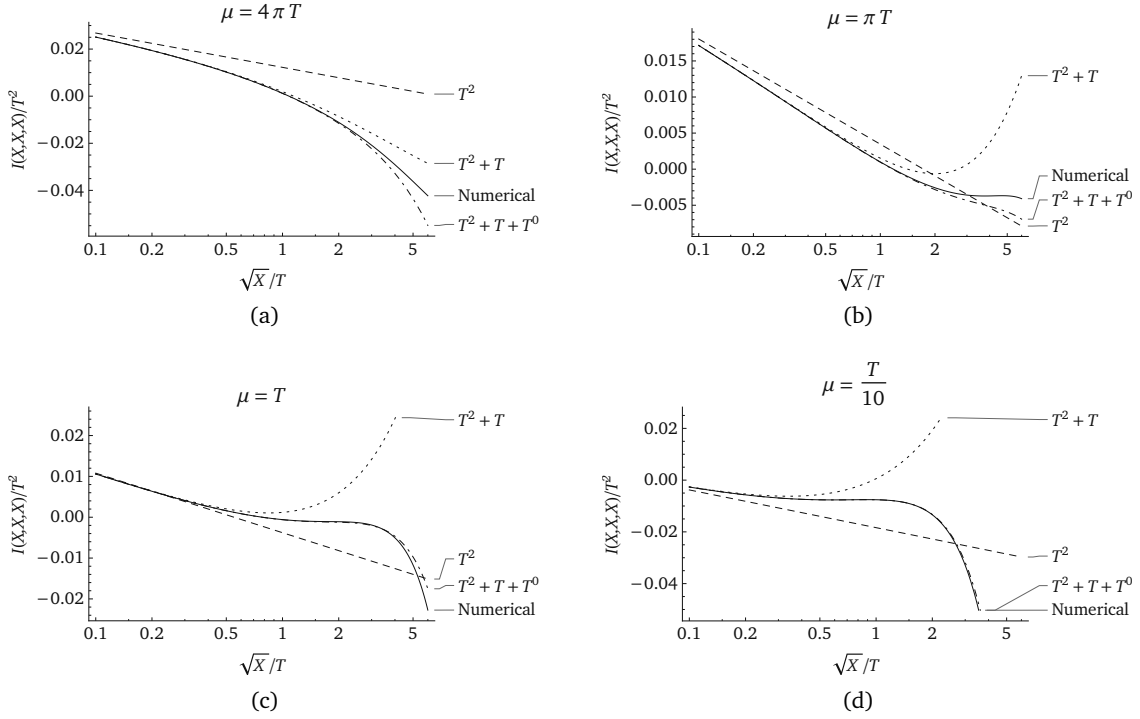 μ = 4 π T
0.02
0.00
−0.02
−0.04
I(X,X,X)/T²
T²
T² + T
Numerical
T² + T + T⁰
0.1 0.2 0.5 1 2 5
√X/T
(a)
μ = π T
0.015
0.010
0.005
0.000
−0.005
I(X,X,X)/T²
T² + T
Numerical
T² + T + T⁰
T²
0.1 0.2 0.5 1 2 5
√X/T
(b)
μ = T
0.02
0.01
0.00
−0.01
−0.02
I(X,X,X)/T²
T² + T
T²
T² + T + T⁰
Numerical
0.1 0.2 0.5 1 2 5
√X/T
(c)
μ = T/10
0.02
0.00
−0.02
−0.04
I(X,X,X)/T²
T² + T
T²
T² + T + T⁰
Numerical
0.1 0.2 0.5 1 2 5
√X/T
(d)